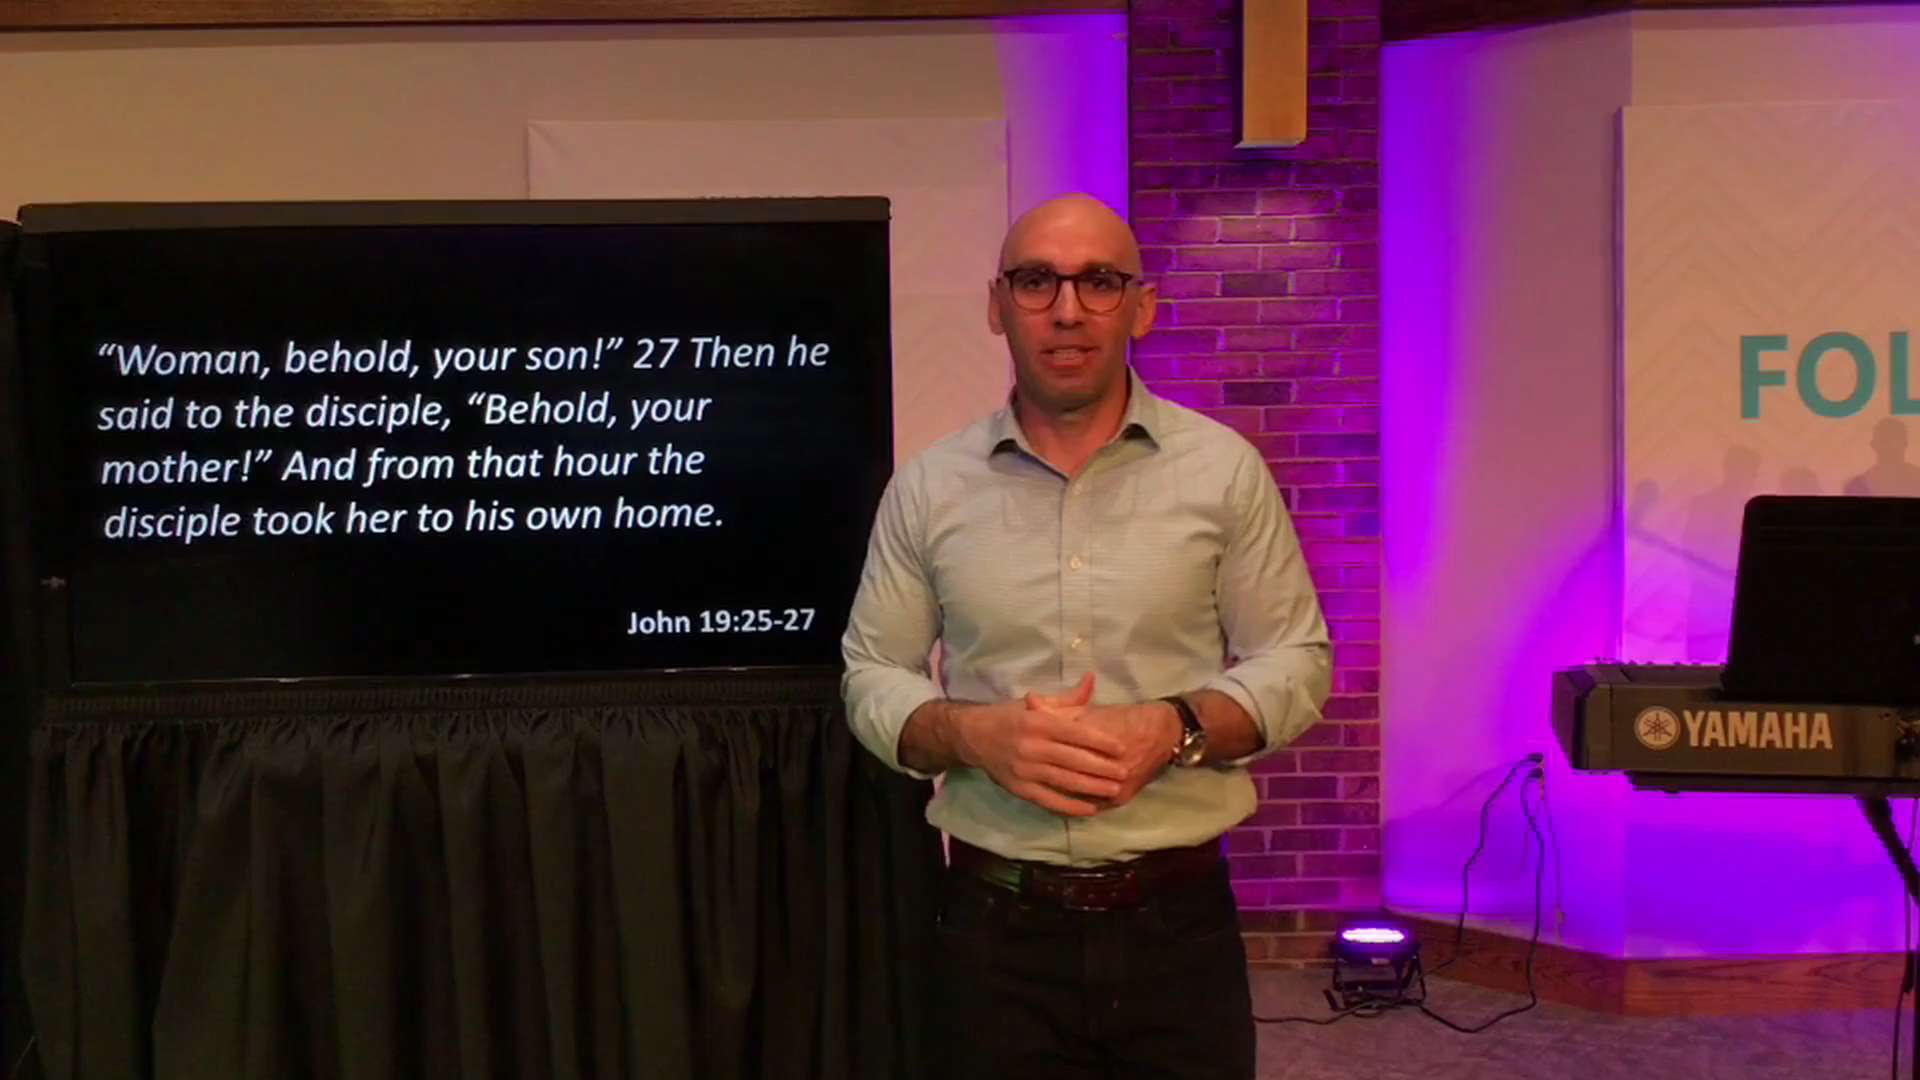 “Woman, behold, your son!” 27 Then he
said to the disciple, “Behold, your
mother!” And from that hour the
disciple took her to his own home.
John 19:25-27
FOL
YAMAHA